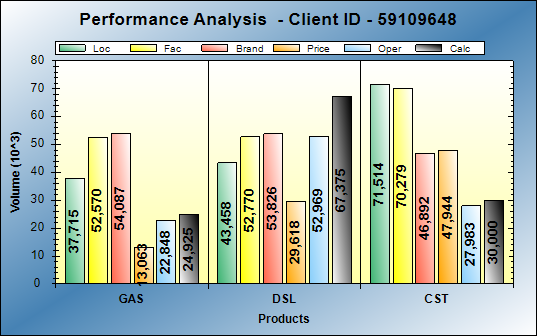 Performance Analysis - Client ID - 59109648
Loc Fac Brand Price Oper Calc
Volume (10^3)
80
70
60
50
40
30
20
10
0
37,715 52,570 54,087 13,063 22,848 24,925
43,458 52,770 53,826 29,618 52,969 67,375
71,514 70,279 46,892 47,944 27,983 30,000
GAS DSL CST
Products